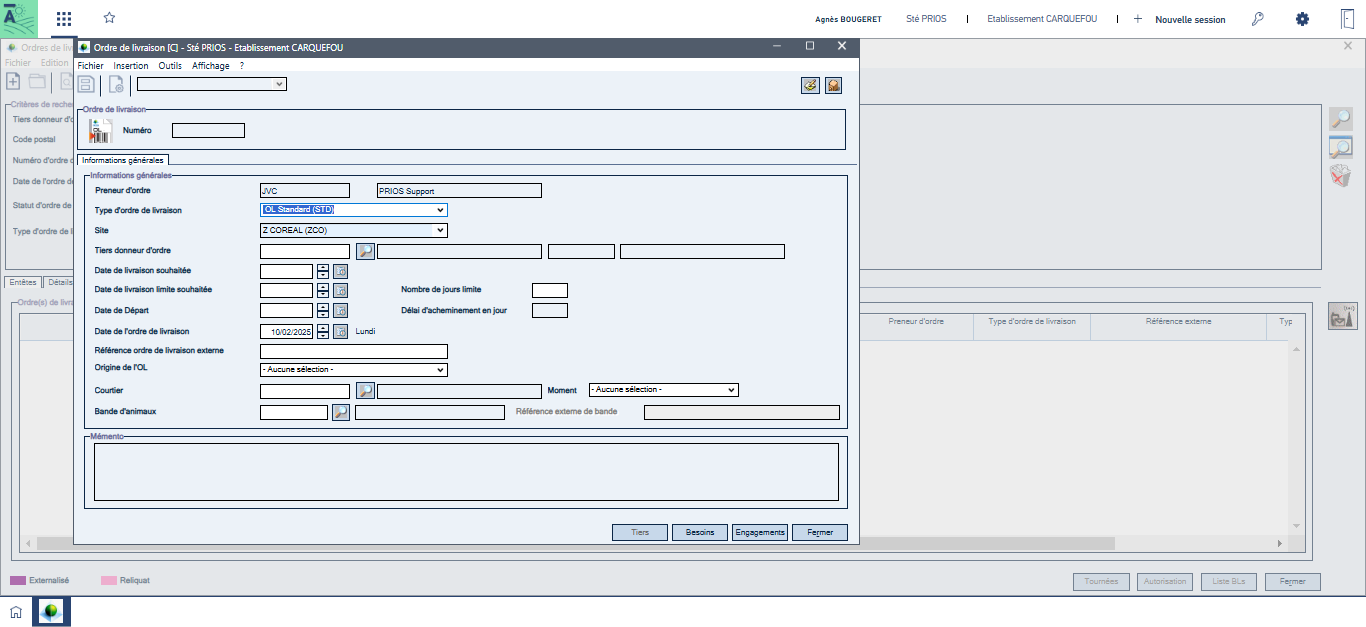 Agnès BOUGERET Sté PRIOS Etablissement CARQUEFOU Nouvelle session
Ordres de liv
Fichier Edition
Critères de reche
Tiers donneur d'o
Code postal
Numéro d'ordre d
Date de l'ordre de
Statut d'ordre de
Type d'ordre de l
Entêtes Détails
Ordre(s) de livra
Ordre de livraison [C] - Sté PRIOS - Etablissement CARQUEFOU
Fichier Insertion Outils Affichage ?
Ordre de livraison
OL
Numéro
Informations générales
Informations générales
Preneur d'ordre JVC PRIOS Support
Type d'ordre de livraison OL Standard (STD)
Site Z COREAL (ZCO)
Tiers donneur d'ordre
Date de livraison souhaitée
Date de livraison limite souhaitée Nombre de jours limite
Date de Départ Délai d'acheminement en jour
Date de l'ordre de livraison 10/02/2025 Lundi
Référence ordre de livraison externe
Origine de l'OL - Aucune sélection -
Courtier Moment - Aucune sélection -
Bande d'animaux Référence externe de bande
Mémento
Tiers Besoins Engagements Fermer
Preneur d'ordre Type d'ordre de livraison Référence externe Typ
Externalisé Reliquat
Tournées Autorisation Liste BLs Fermer